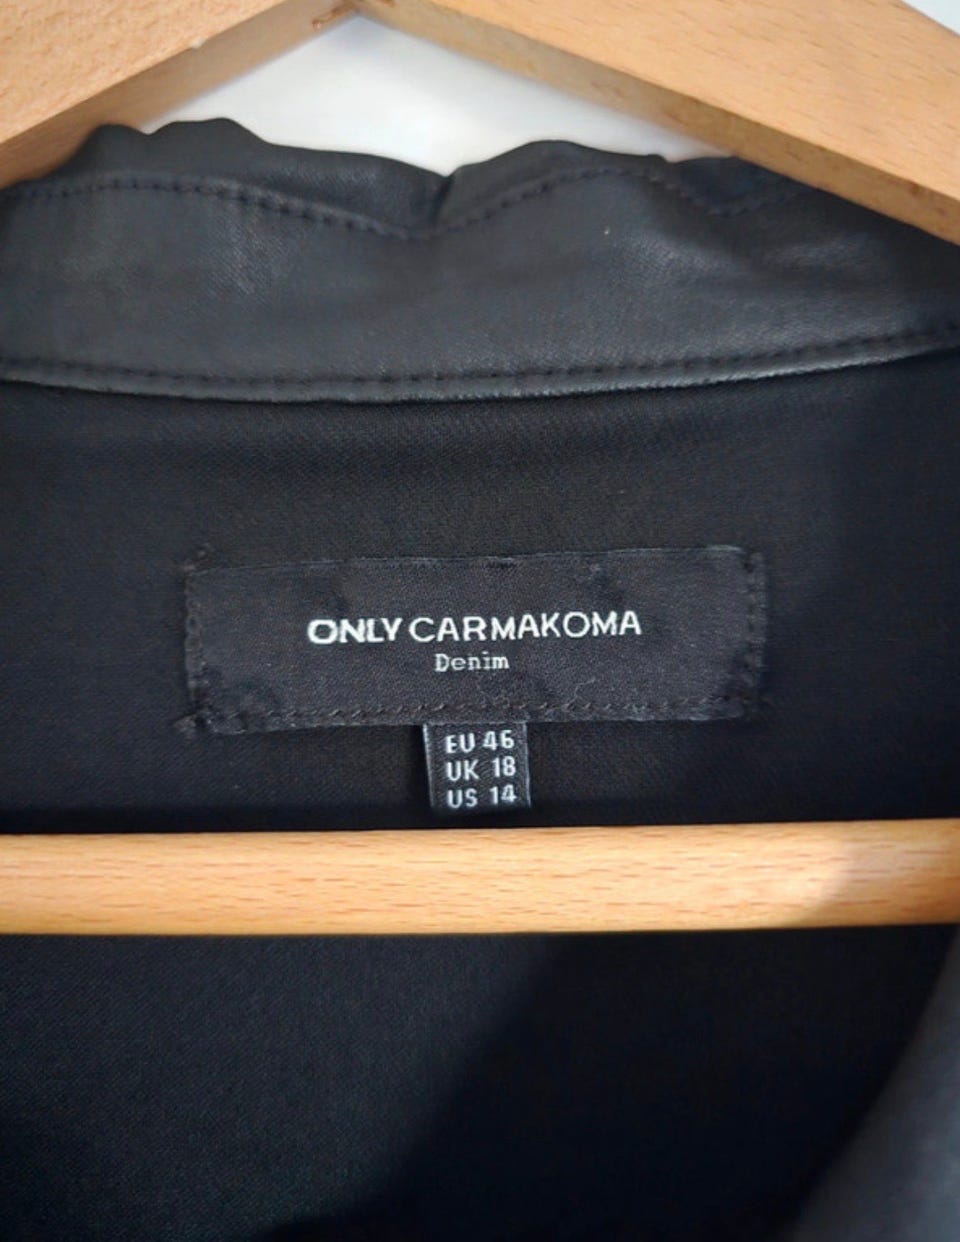 ONLY CARMAKOMA
Denim
EU 46
UK 18
US 14